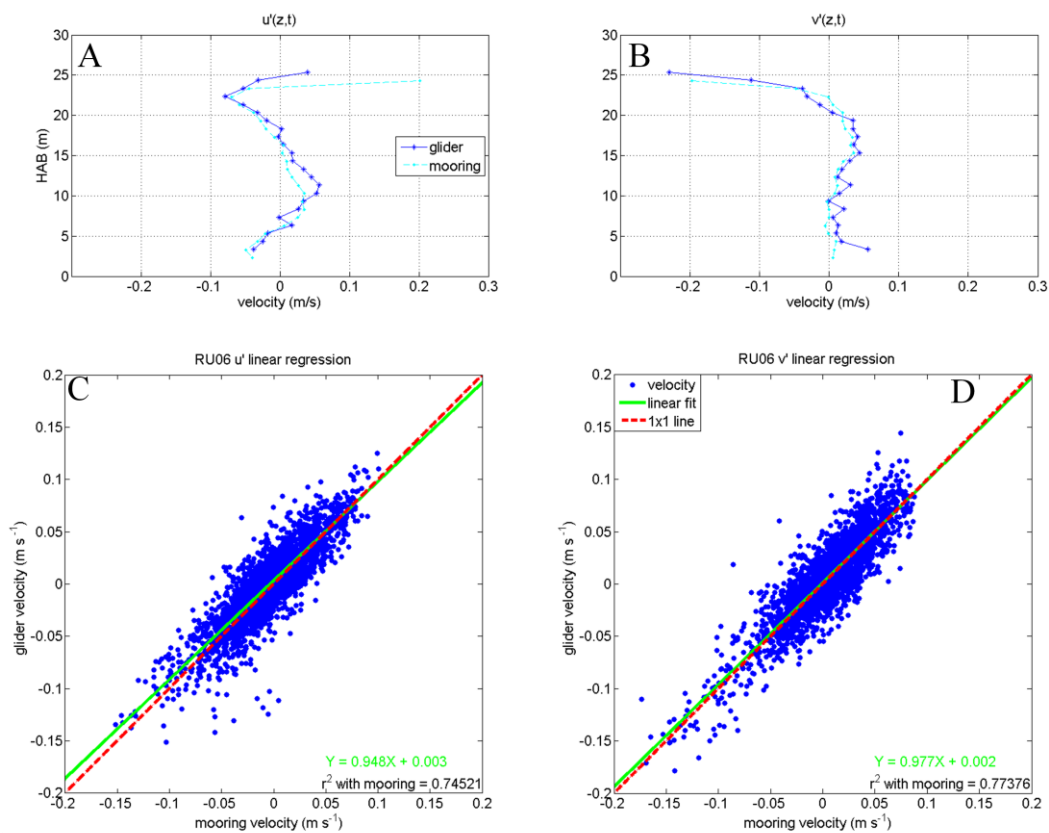 u'(z,t)
A
30
25
20
15
10
5
0
HAB (m)
glider
mooring
-0.2
-0.1
0
0.1
0.2
0.3
velocity (m/s)
v'(z,t)
B
30
25
20
15
10
5
0
-0.2
-0.1
0
0.1
0.2
0.3
velocity (m/s)
RU06 u' linear regression
C
0.2
0.15
0.1
0.05
0
-0.05
-0.1
-0.15
-0.2
glider velocity (m s⁻¹)
Y = 0.948X + 0.003
r² with mooring = 0.74521
-0.2
-0.15
-0.1
-0.05
0
0.05
0.1
0.15
0.2
mooring velocity (m s⁻¹)
RU06 v' linear regression
velocity
linear fit
1x1 line
D
0.2
0.15
0.1
0.05
0
-0.05
-0.1
-0.15
-0.2
glider velocity (m s⁻¹)
Y = 0.977X + 0.002
r² with mooring = 0.77376
-0.2
-0.15
-0.1
-0.05
0
0.05
0.1
0.15
0.2
mooring velocity (m s⁻¹)